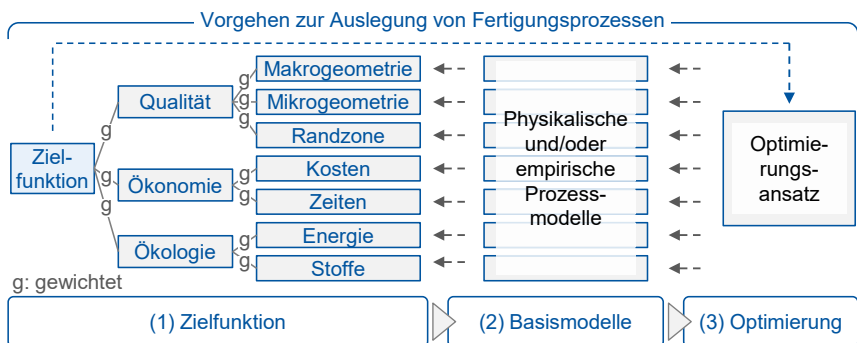 Vorgehen zur Auslegung von Fertigungsprozessen
Ziel-
funktion
g
g
g
Qualität
Ökonomie
Ökologie
g
g
g
g
g
g
g
Makrogeometrie
Mikrogeometrie
Randzone
Kosten
Zeiten
Energie
Stoffe
Physikalische
und/oder
empirische
Prozess-
modelle
Optimie-
rungs-
ansatz
g: gewichtet
(1) Zielfunktion
(2) Basismodelle
(3) Optimierung